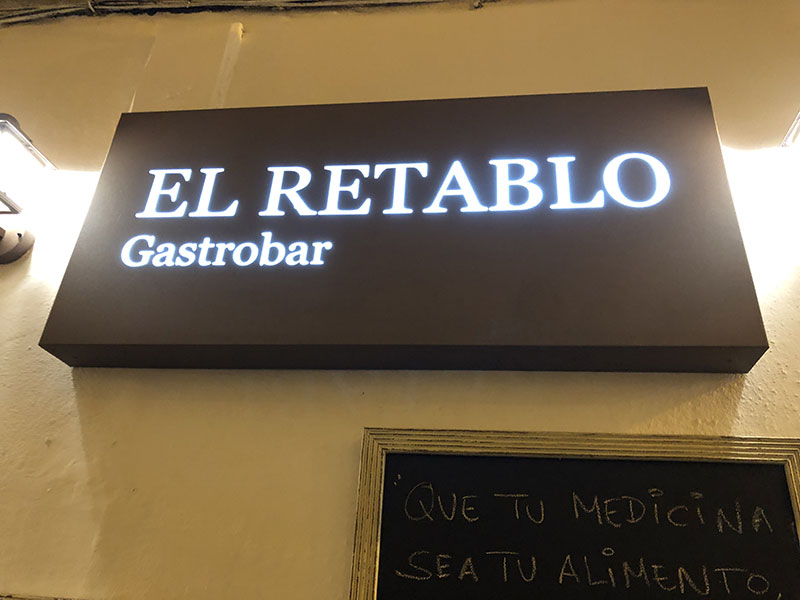 EL RETABLO
Gastrobar
QUE TU MEDICINA
SEA TU ALIMENTO,